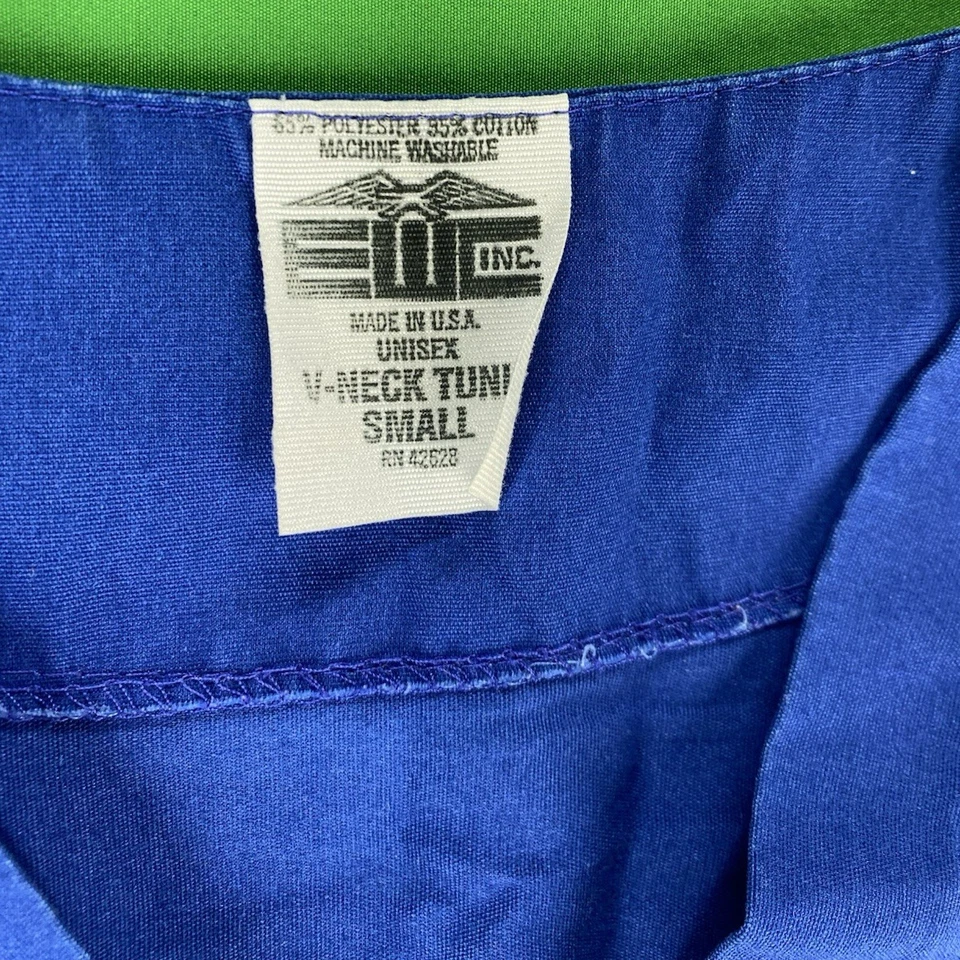 65% POLYESTER 35% COTTON
MACHINE WASHABLE
INC.
MADE IN U.S.A.
UNISEX
V-NECK TUNI
SMALL
RN 42628